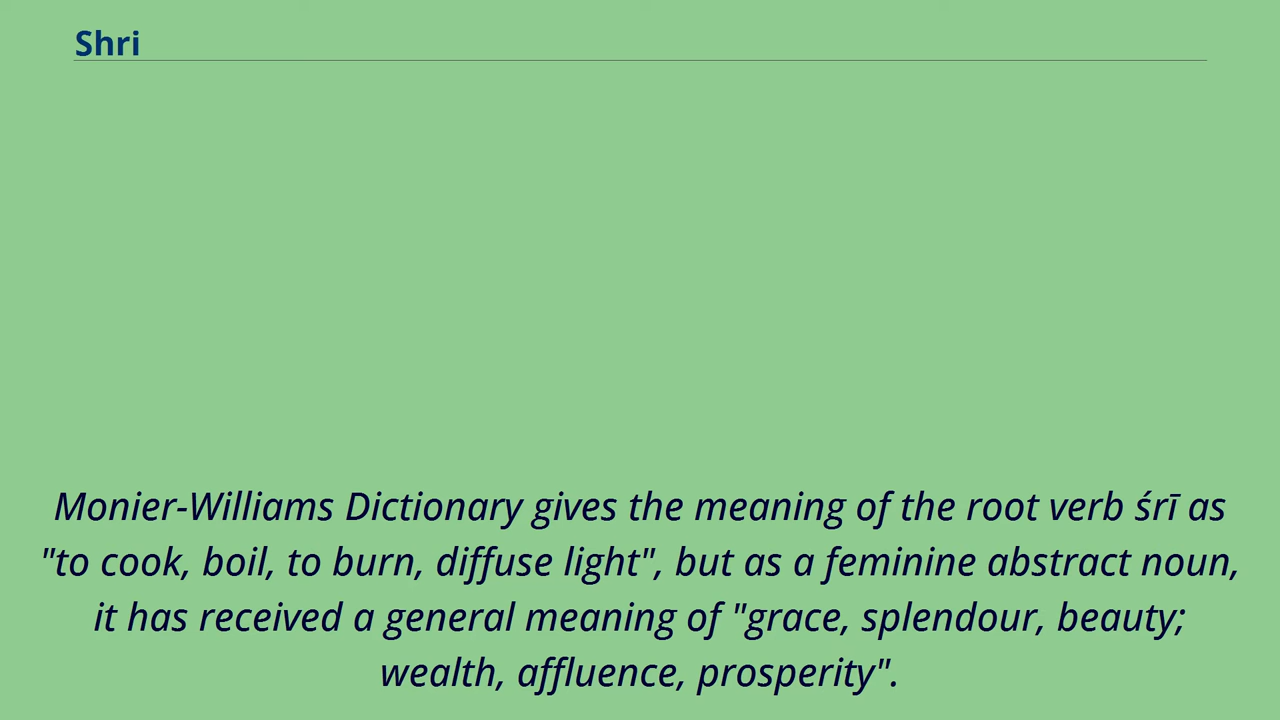 Shri
Monier-Williams Dictionary gives the meaning of the root verb śrī as
"to cook, boil, to burn, diffuse light", but as a feminine abstract noun,
it has received a general meaning of "grace, splendour, beauty;
wealth, affluence, prosperity".